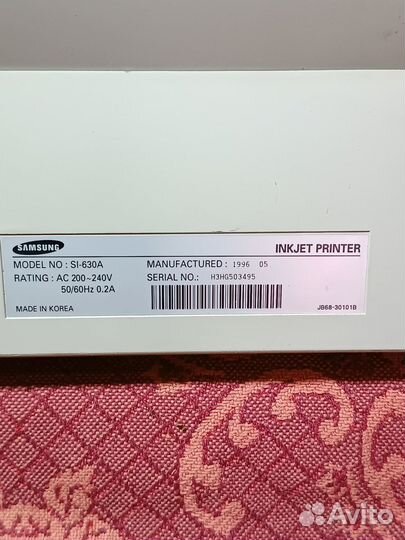 SAMSUNG
INKJET PRINTER
MODEL NO : SI-630A
MANUFACTURED : 1996 05
RATING : AC 200~240V
SERIAL NO.: H3HG503495
50/60Hz 0.2A
MADE IN KOREA
JB68-30101B
Avito